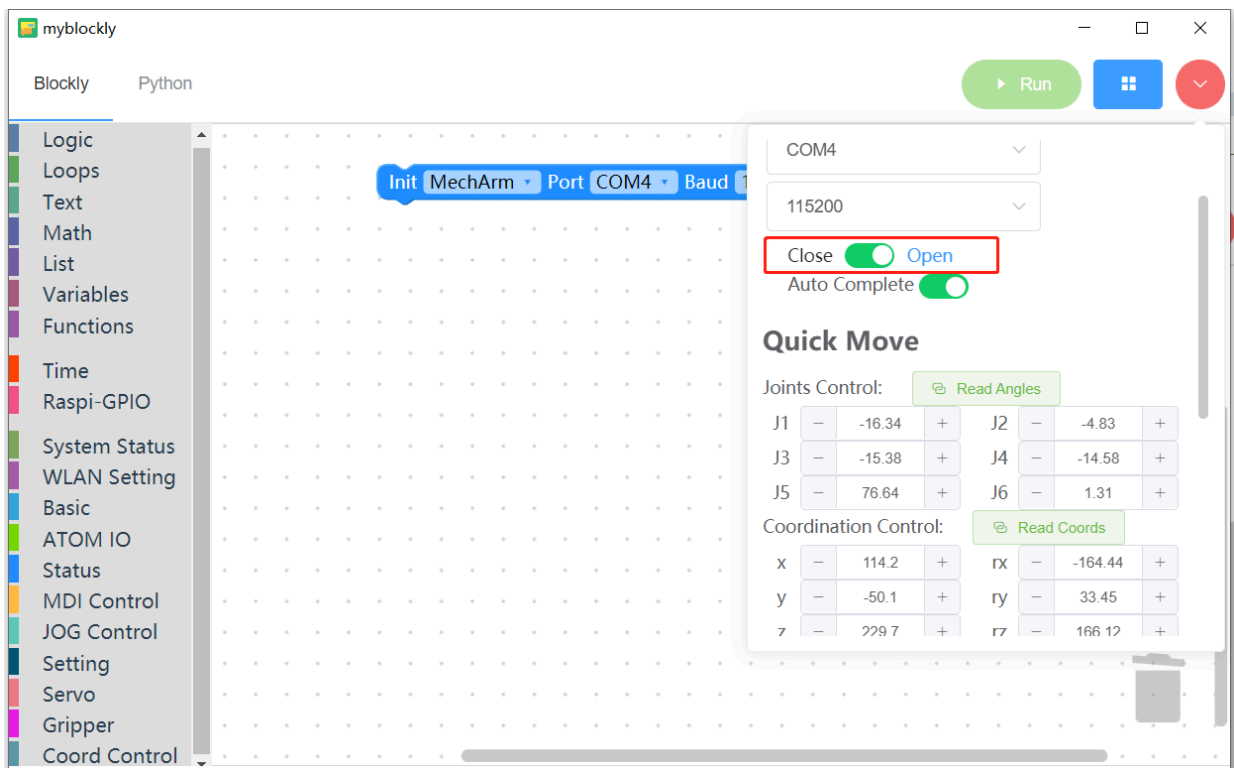 myblockly
Blockly Python
Run
Logic
Loops
Text
Math
List
Variables
Functions
Time
Raspi-GPIO
System Status
WLAN Setting
Basic
ATOM IO
Status
MDI Control
JOG Control
Setting
Servo
Gripper
Coord Control
Init MechArm Port COM4 Baud
COM4
115200
Close Open
Auto Complete
Quick Move
Joints Control: Read Angles
J1 − -16.34 + J2 − -4.83 +
J3 − -15.38 + J4 − -14.58 +
J5 − 76.64 + J6 − 1.31 +
Coordination Control: Read Coords
x − 114.2 + rx − -164.44 +
y − -50.1 + ry − 33.45 +
z − 229.7 + rz − 166.12 +